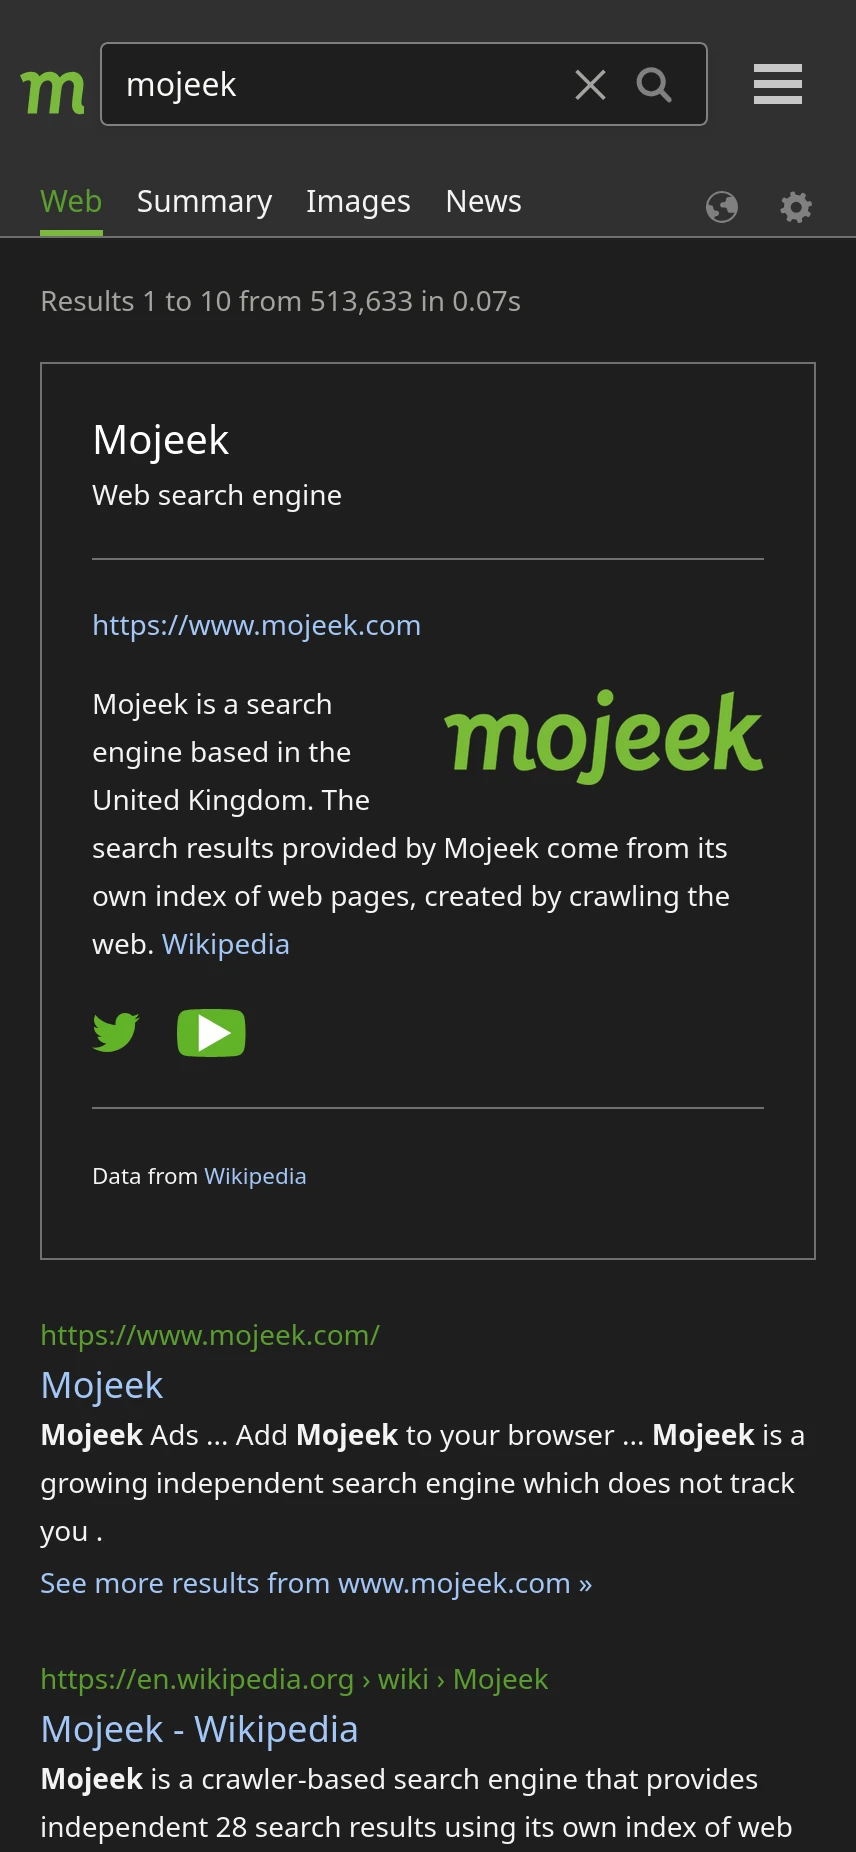 m
mojeek
Web Summary Images News
Results 1 to 10 from 513,633 in 0.07s
Mojeek
Web search engine
https://www.mojeek.com
mojeek
Mojeek is a search
engine based in the
United Kingdom. The
search results provided by Mojeek come from its
own index of web pages, created by crawling the
web. Wikipedia
Data from Wikipedia
https://www.mojeek.com/
Mojeek
Mojeek Ads ... Add Mojeek to your browser ... Mojeek is a
growing independent search engine which does not track
you .
See more results from www.mojeek.com »
https://en.wikipedia.org › wiki › Mojeek
Mojeek - Wikipedia
Mojeek is a crawler-based search engine that provides
independent 28 search results using its own index of web